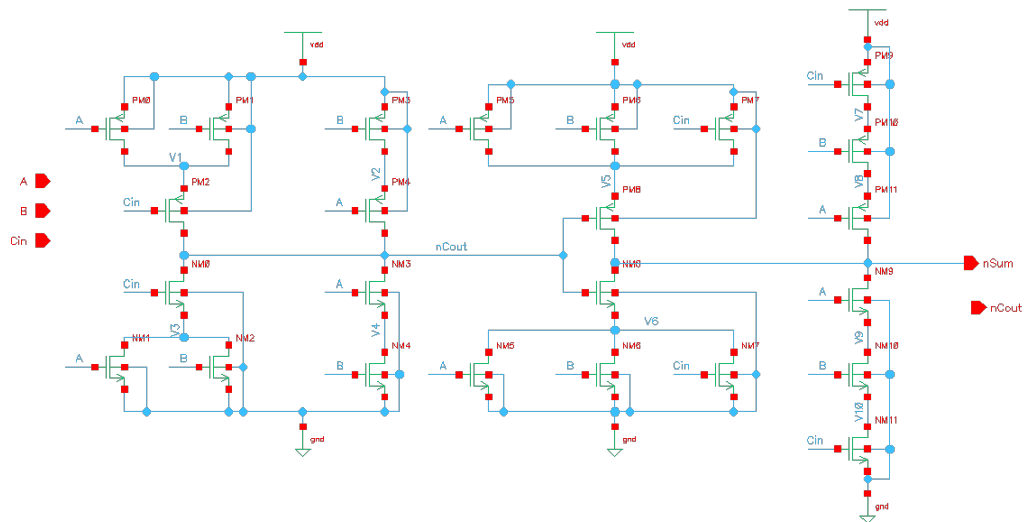 vdd
vdd
vdd
PM9
Cin
PM0
PM1
PM3
PM5
PM6
PM7
V7
PM10
A
B
B
A
B
Cin
B
V1
V2
V5
V8
PM2
PM4
PM8
PM11
A
B
Cin
Cin
A
A
nCout
nSum
NM0
NM3
NM8
NM9
Cin
A
A
nCout
V3
V4
V6
V9
NM1
NM2
NM4
NM5
NM6
NM7
NM10
A
B
B
A
B
Cin
B
V10
NM11
gnd
gnd
Cin
gnd